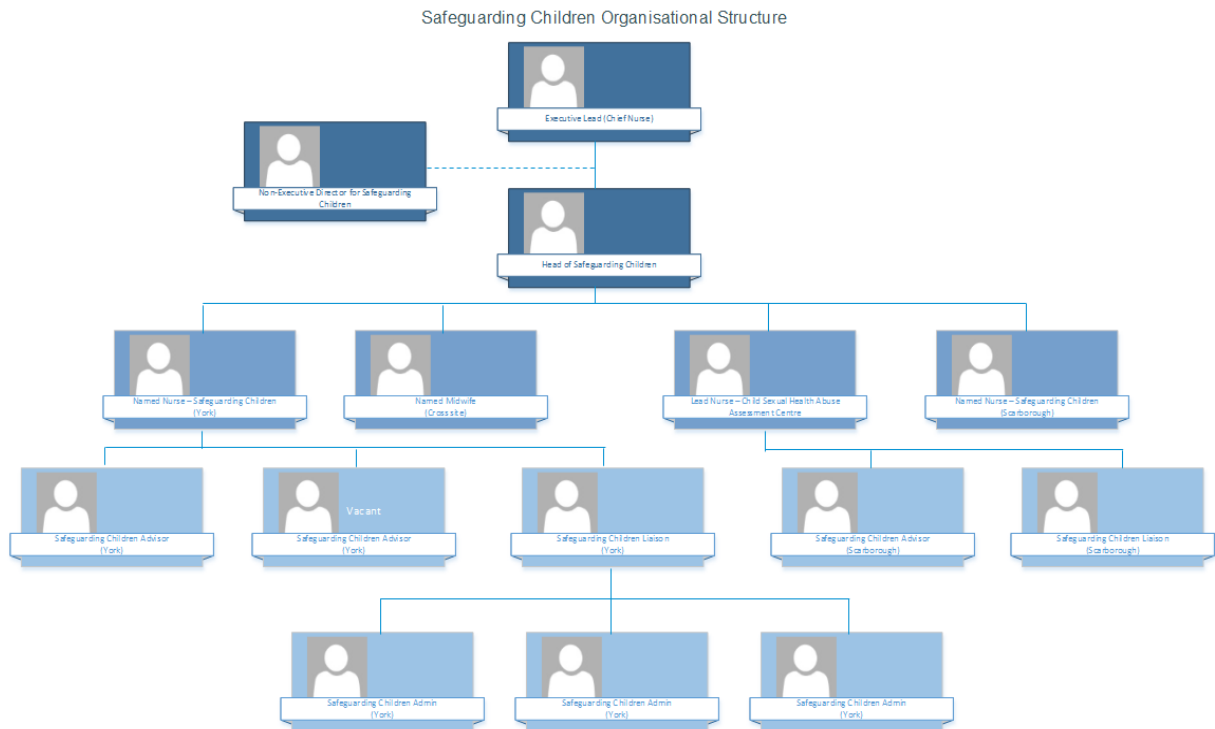 Safeguarding Children Organisational Structure
Executive Lead (Chief Nurse)
Non-Executive Director for Safeguarding
Children
Head of Safeguarding Children
Named Nurse – Safeguarding Children
(York)
Named Midwife
(Cross site)
Lead Nurse – Child Sexual Health Abuse
Assessment Centre
Named Nurse – Safeguarding Children
(Scarborough)
Safeguarding Children Advisor
(York)
Vacant
Safeguarding Children Advisor
(York)
Safeguarding Children Liaison
(York)
Safeguarding Children Advisor
(Scarborough)
Safeguarding Children Liaison
(Scarborough)
Safeguarding Children Admin
(York)
Safeguarding Children Admin
(York)
Safeguarding Children Admin
(York)